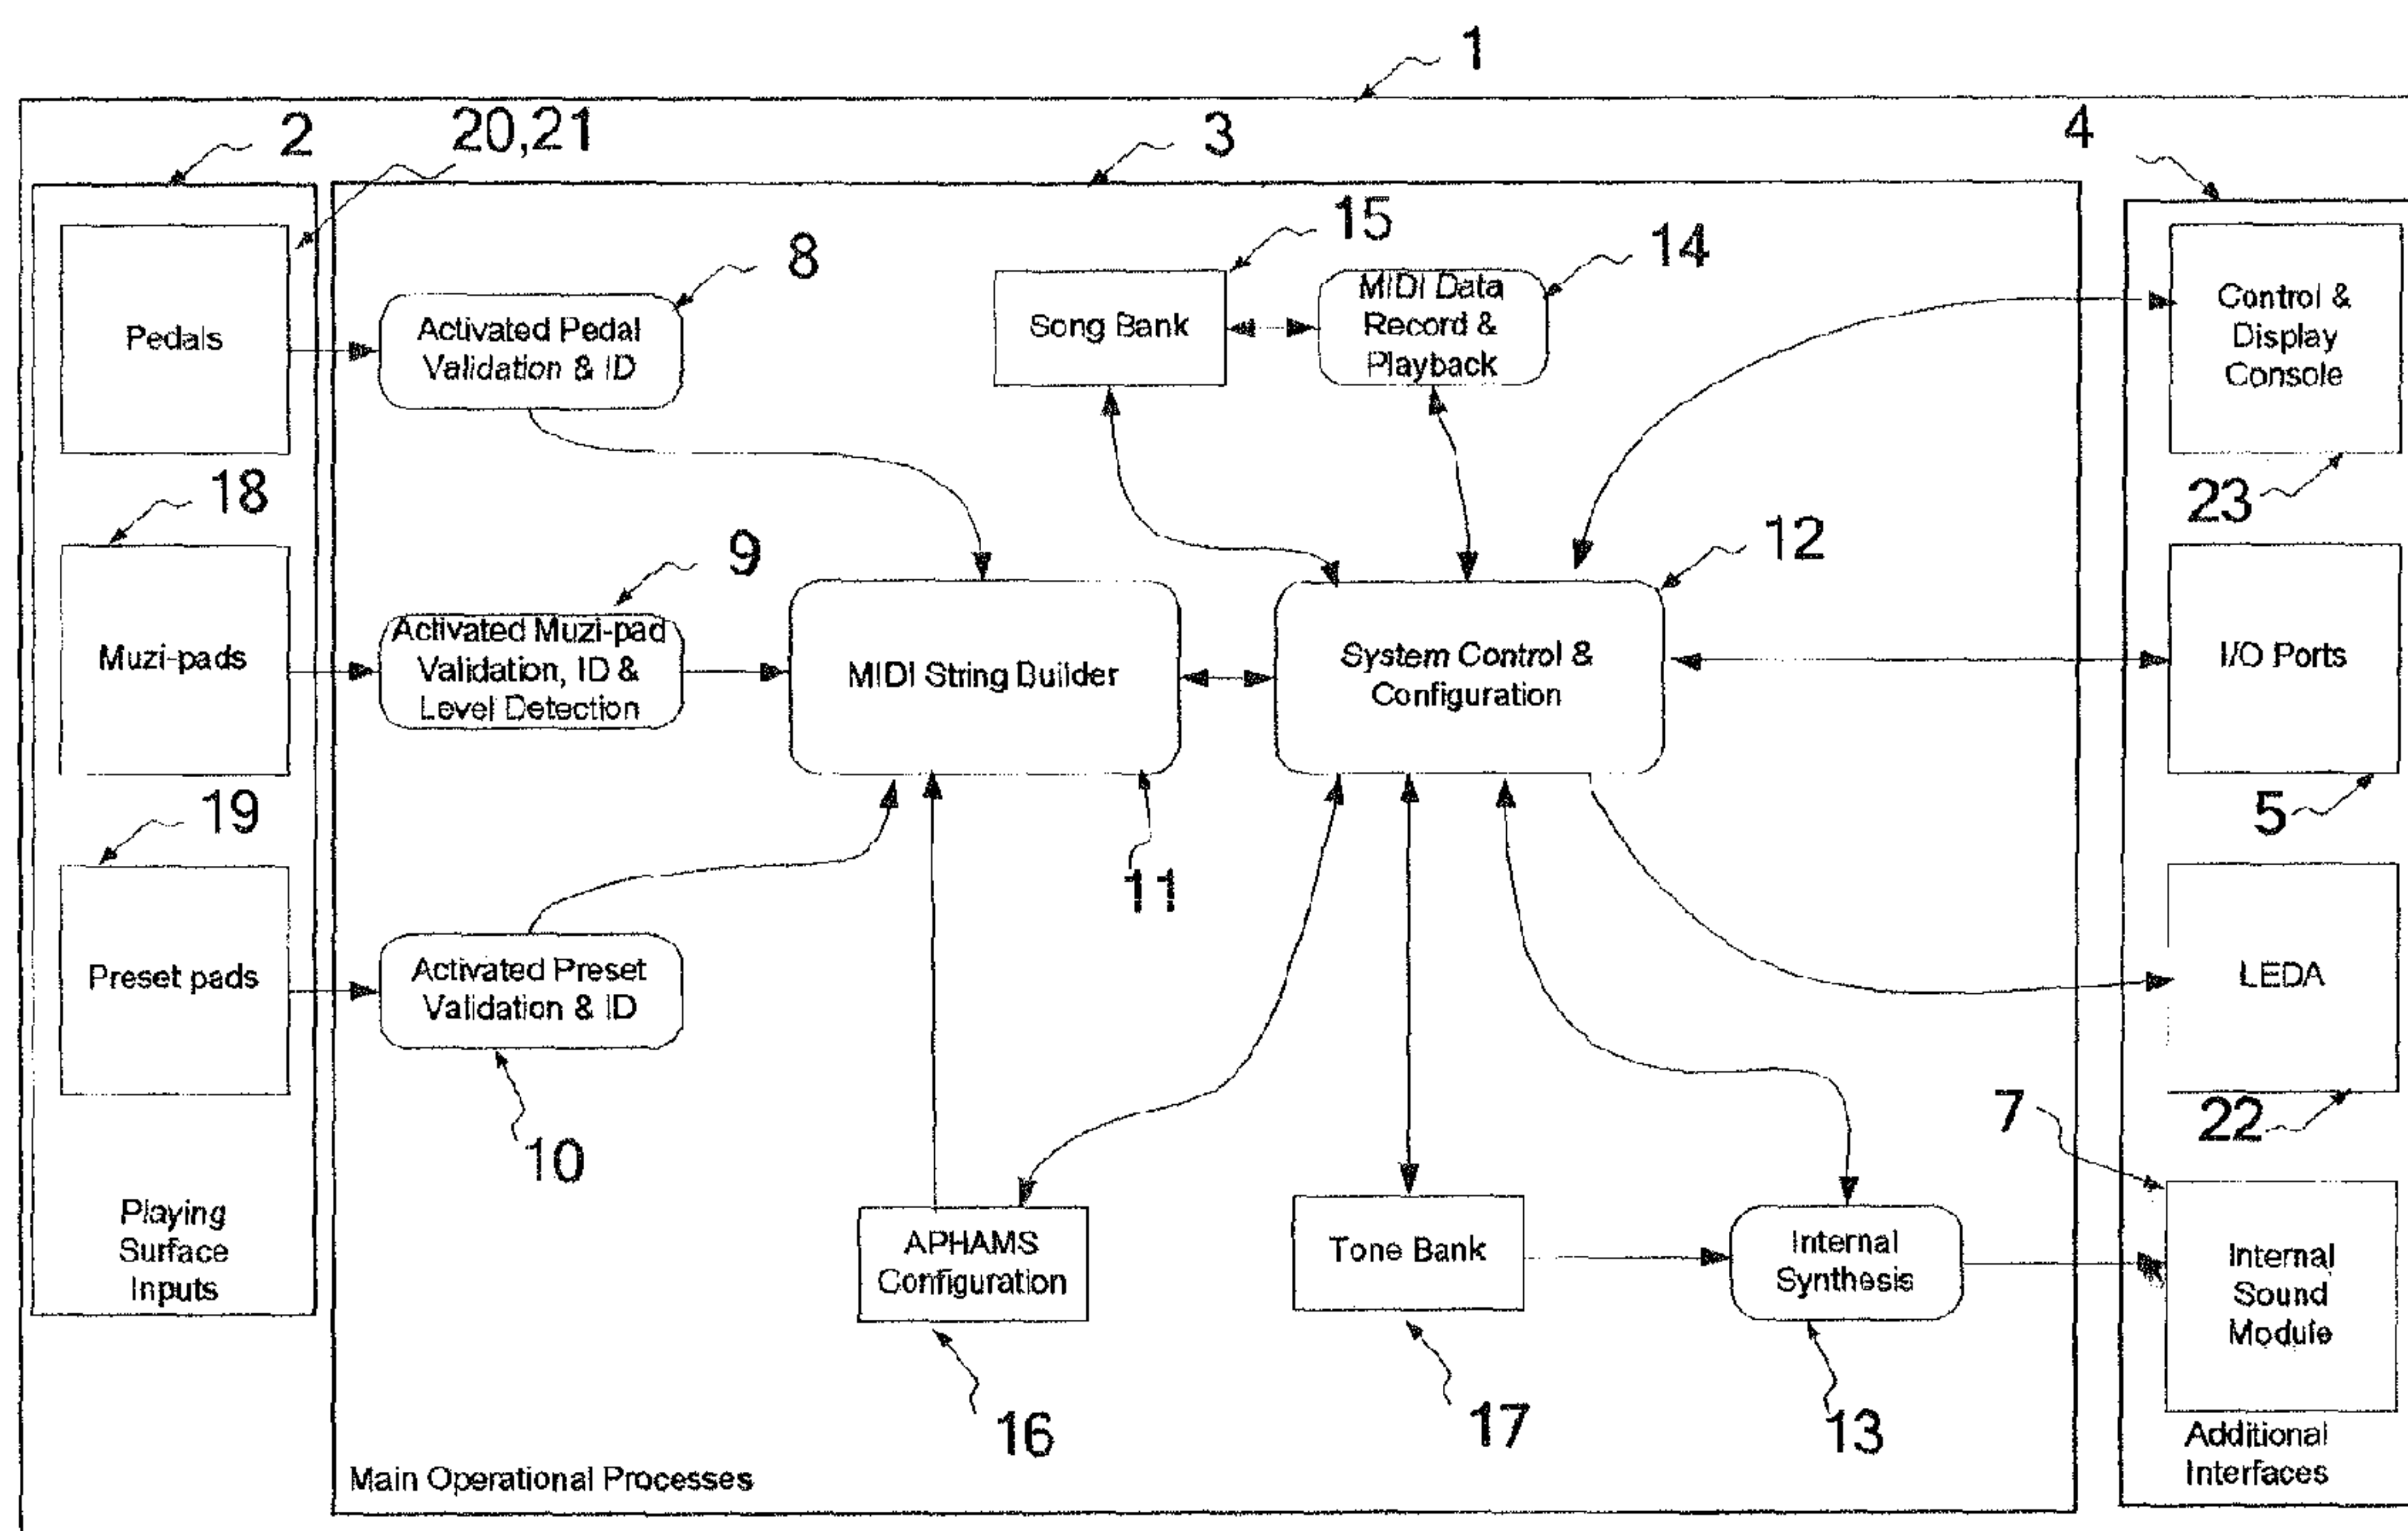 1
2
20,21
3
4
Pedals
8
Activated Pedal
Validation & ID
15
Song Bank
14
MIDI Data
Record &
Playback
Control &
Display
Console
23
18
Muzi-pads
9
Activated Muzi-pad
Validation, ID &
Level Detection
MIDI String Builder
11
12
System Control &
Configuration
I/O Ports
5
19
Preset pads
Activated Preset
Validation & ID
10
LEDA
22
7
APHAMS
Configuration
16
Tone Bank
17
Internal
Synthesis
13
Internal
Sound
Module
Playing
Surface
Inputs
Main Operational Processes
Additional
Interfaces